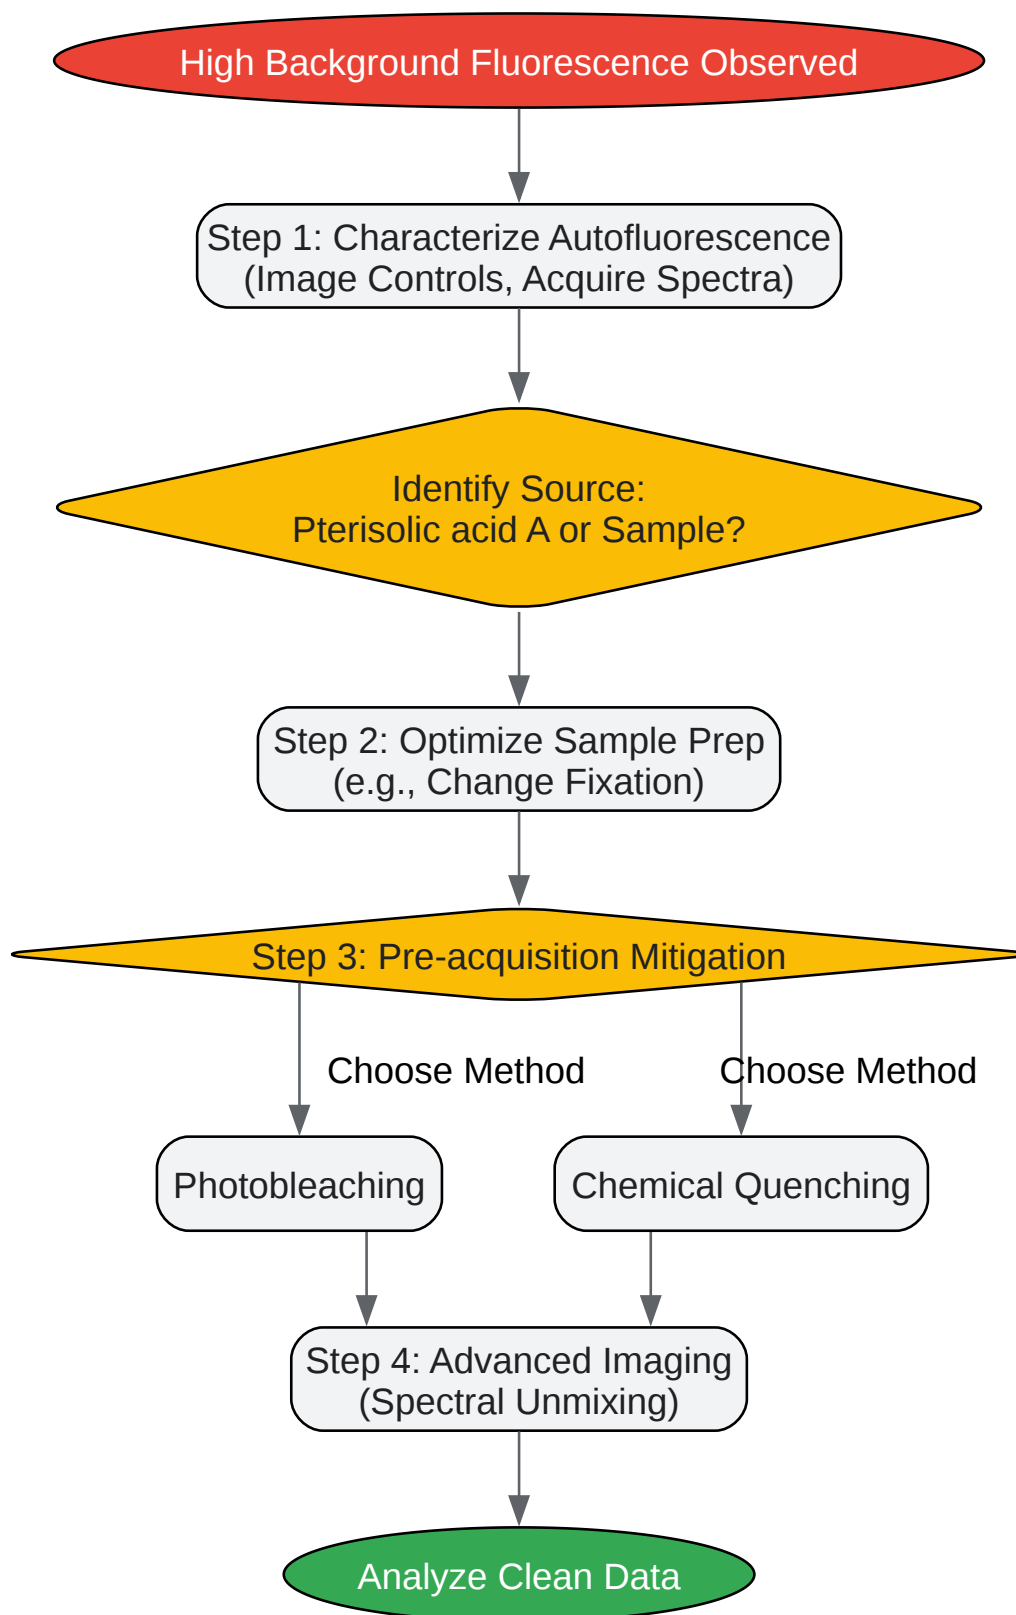 High Background Fluorescence Observed
Step 1: Characterize Autofluorescence
(Image Controls, Acquire Spectra)
Identify Source:
Pterisolic acid A or Sample?
Step 2: Optimize Sample Prep
(e.g., Change Fixation)
Step 3: Pre-acquisition Mitigation
Choose Method
Choose Method
Photobleaching
Chemical Quenching
Step 4: Advanced Imaging
(Spectral Unmixing)
Analyze Clean Data